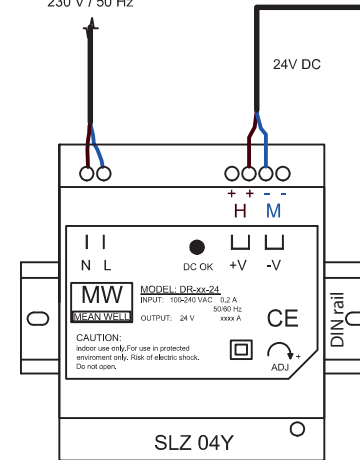 230 V / 50 Hz
24V DC
+ + - -
H M
N L
DC OK
+V -V
MW
MEAN WELL
MODEL: DR-xx-24
INPUT: 100-240 VAC 0,2 A
50/60 Hz
OUTPUT: 24 V xxxx A
CE
CAUTION:
indoor use only.For use in protected
enviroment only. Risk of electric shock.
Do not open.
+
ADJ
DIN rail
SLZ 04Y